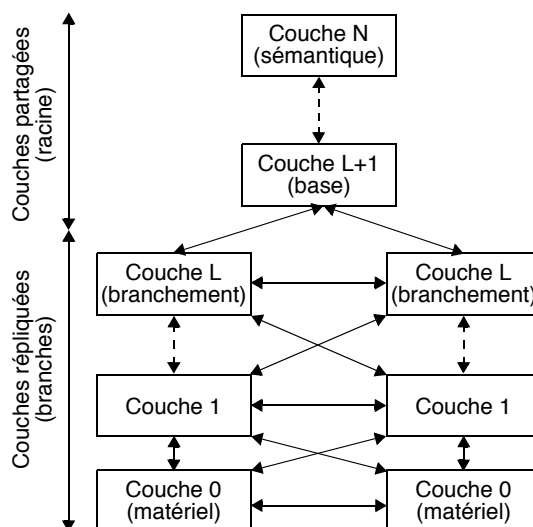 Couches partagées
(racine)
Couche N
(sémantique)
Couche L+1
(base)
Couches répliquées
(branches)
Couche L
(branchement)
Couche L
(branchement)
Couche 1
Couche 1
Couche 0
(matériel)
Couche 0
(matériel)